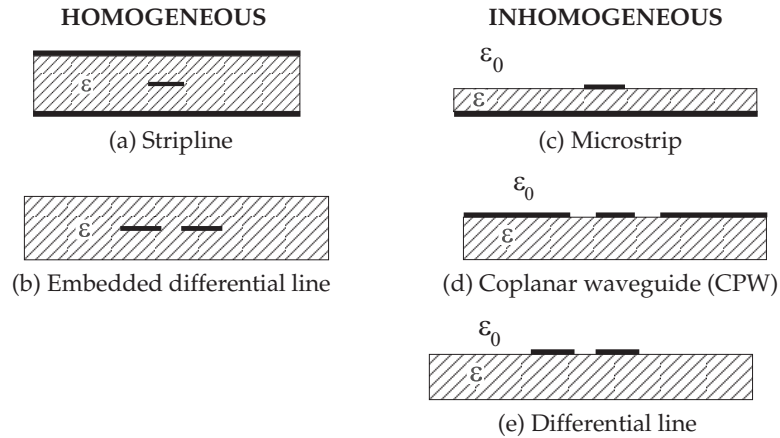 HOMOGENEOUS
ε
(a) Stripline
ε
(b) Embedded differential line
INHOMOGENEOUS
ε0
ε
(c) Microstrip
ε0
ε
(d) Coplanar waveguide (CPW)
ε0
ε
(e) Differential line